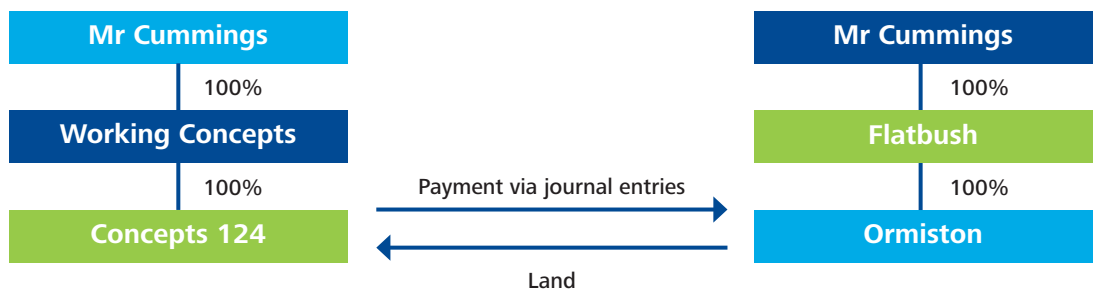 Mr Cummings
100%
Working Concepts
100%
Concepts 124
Payment via journal entries
Land
Mr Cummings
100%
Flatbush
100%
Ormiston